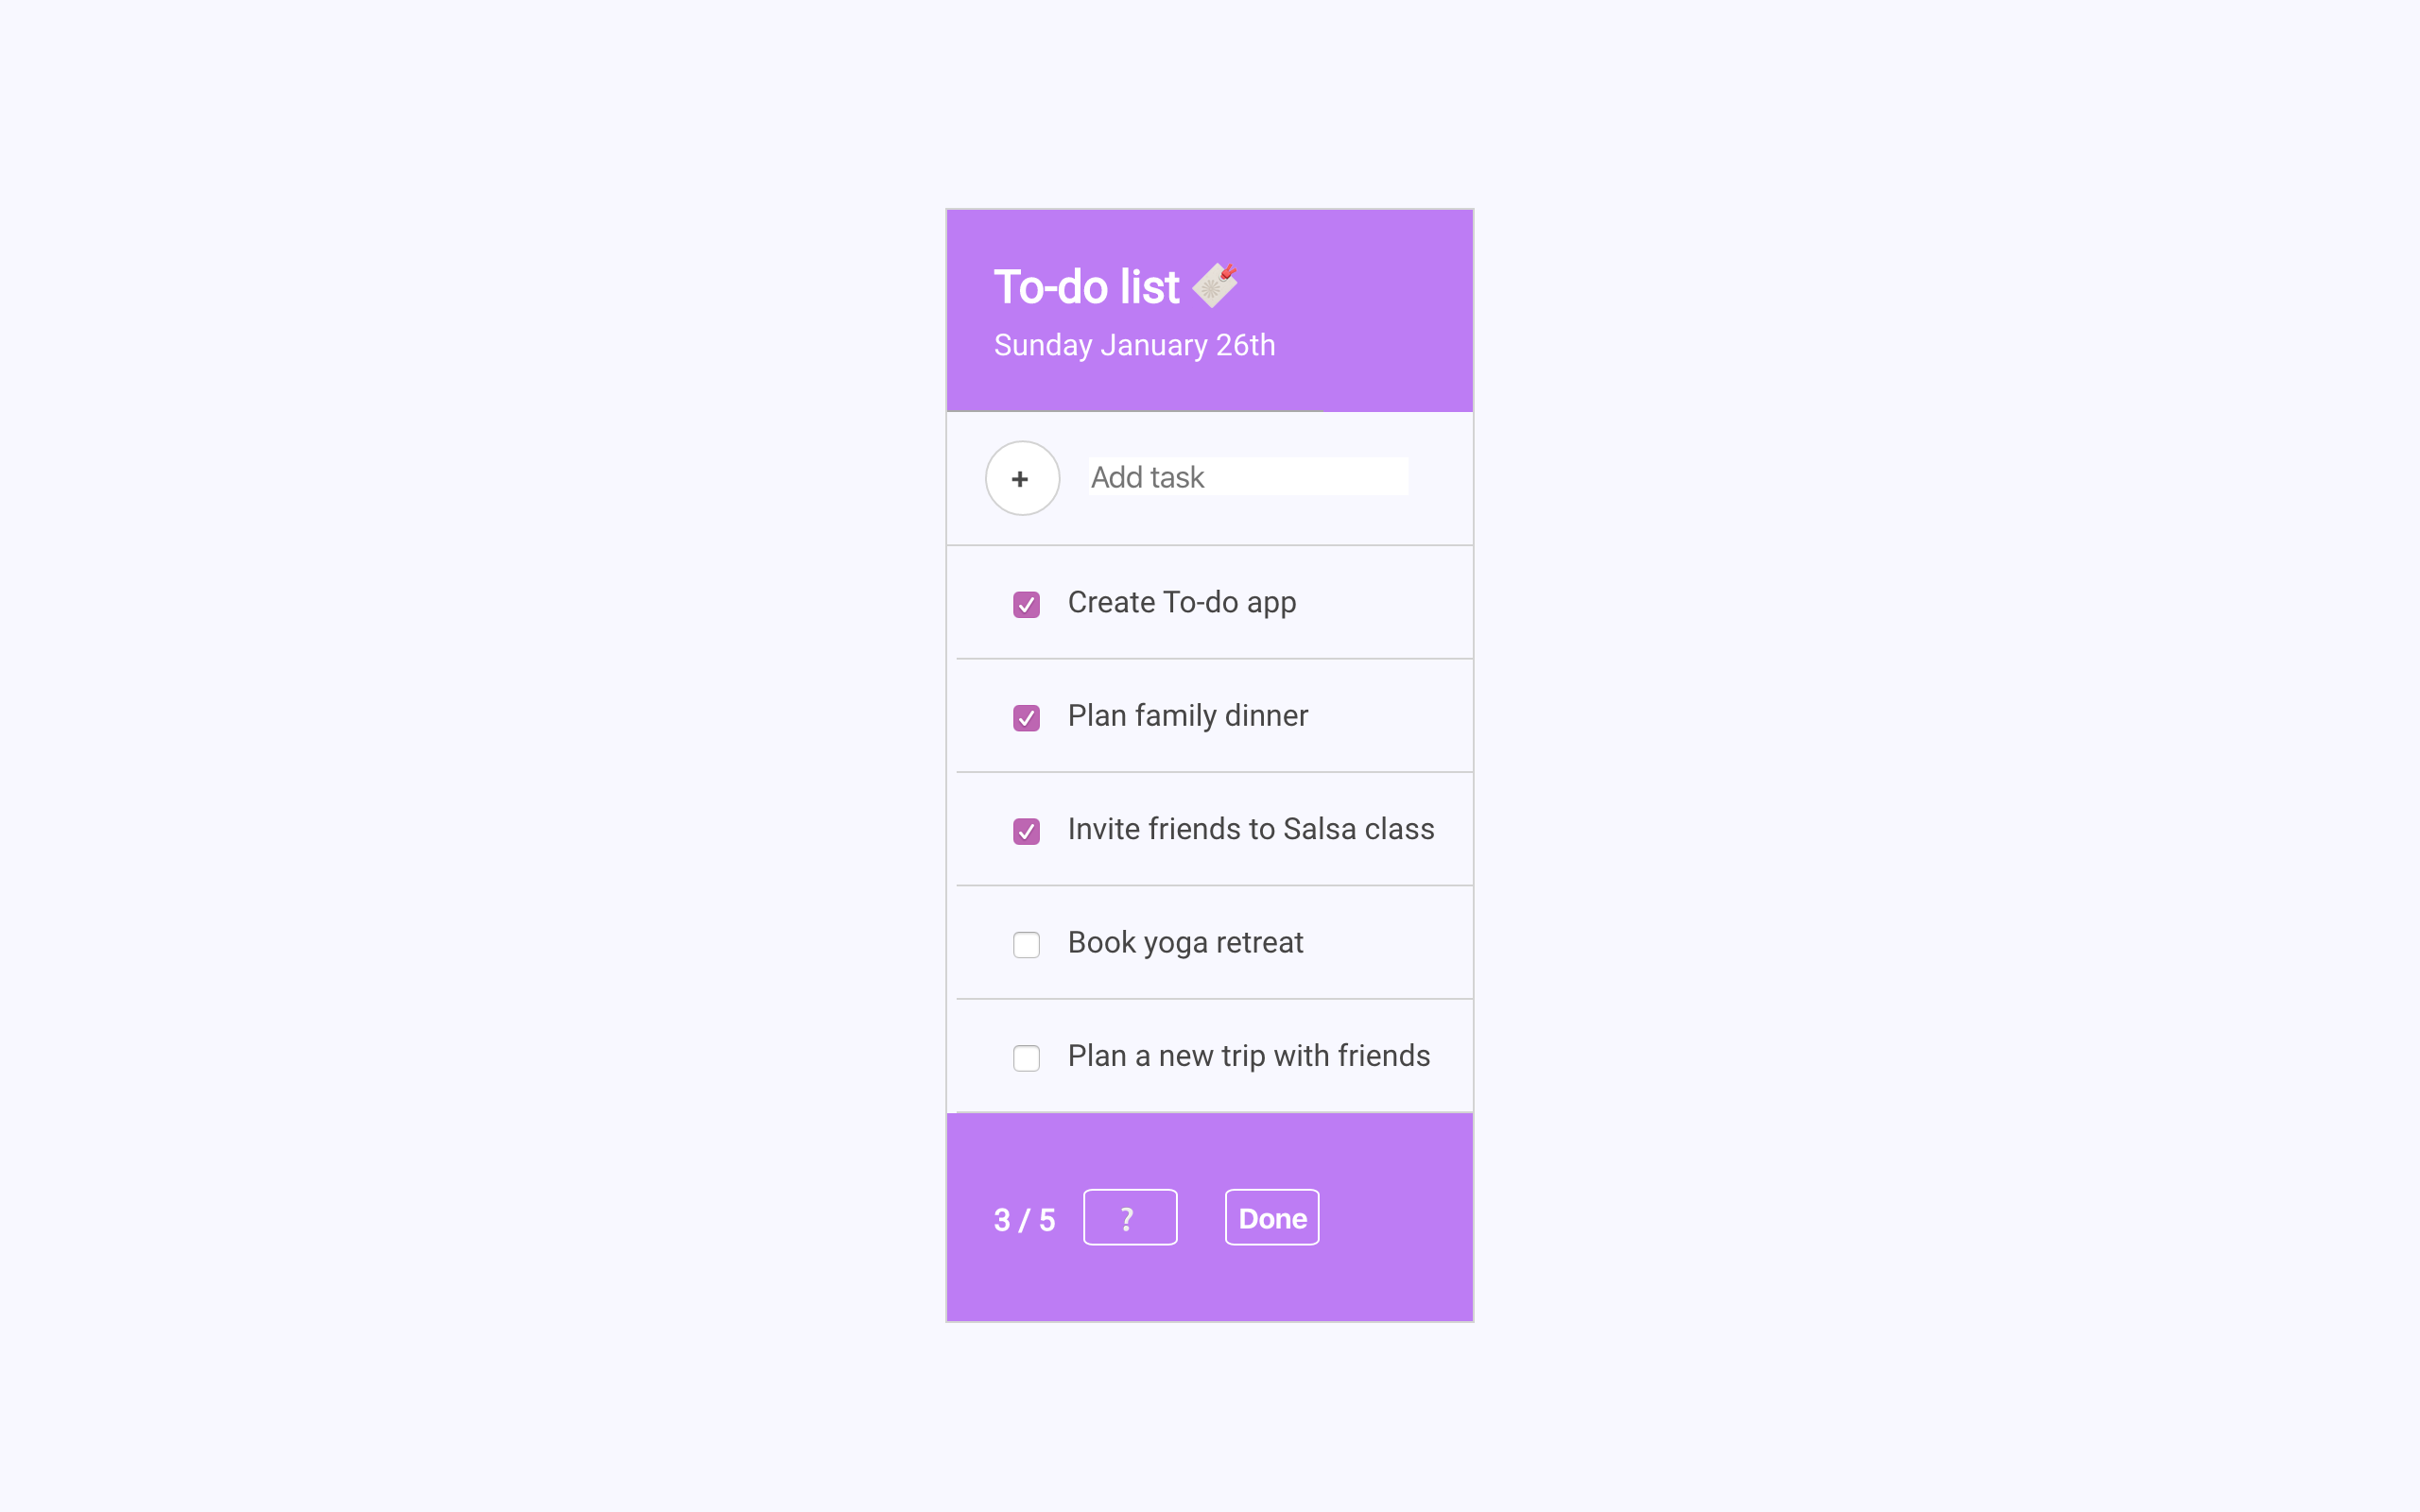 To-do list
Sunday January 26th
+ Add task
Create To-do app
Plan family dinner
Invite friends to Salsa class
Book yoga retreat
Plan a new trip with friends
3 / 5 ? Done